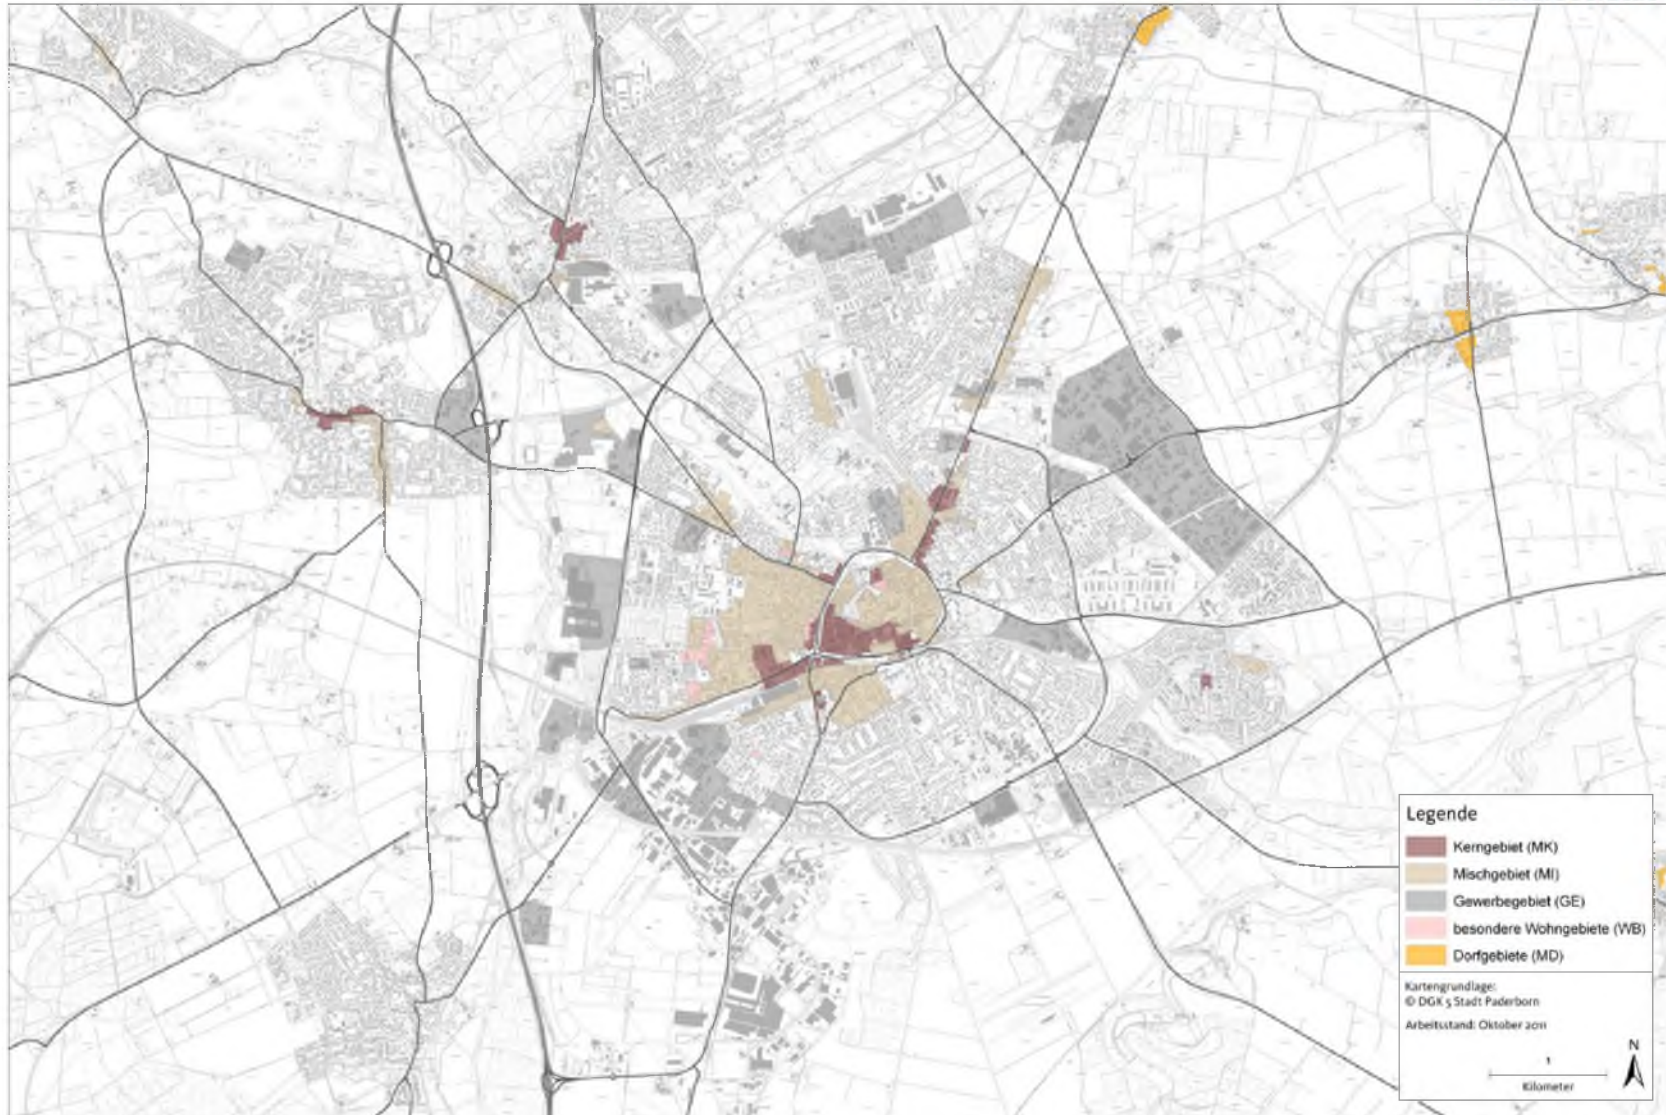 Legende
Kerngebiet (MK)
Mischgebiet (MI)
Gewerbegebiet (GE)
besondere Wohngebiete (WB)
Dorfgebiete (MD)
Kartengrundlage:
© DGK 5 Stadt Paderborn
Arbeitsstand: Oktober 2011
N
1
Kilometer